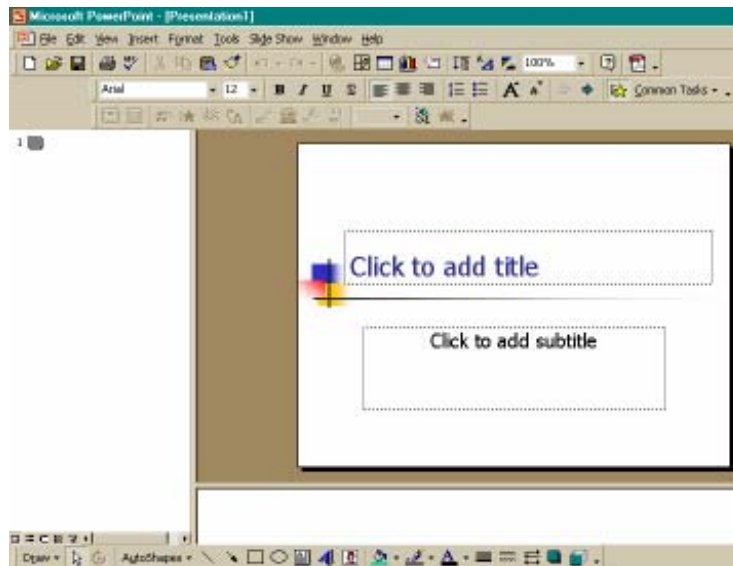 Microsoft PowerPoint - [Presentation1]
File Edit View Insert Format Tools Slide Show Window Help
100%
Arial 12 B I U S A A Common Tasks
1
Click to add title
Click to add subtitle
Draw AutoShapes A